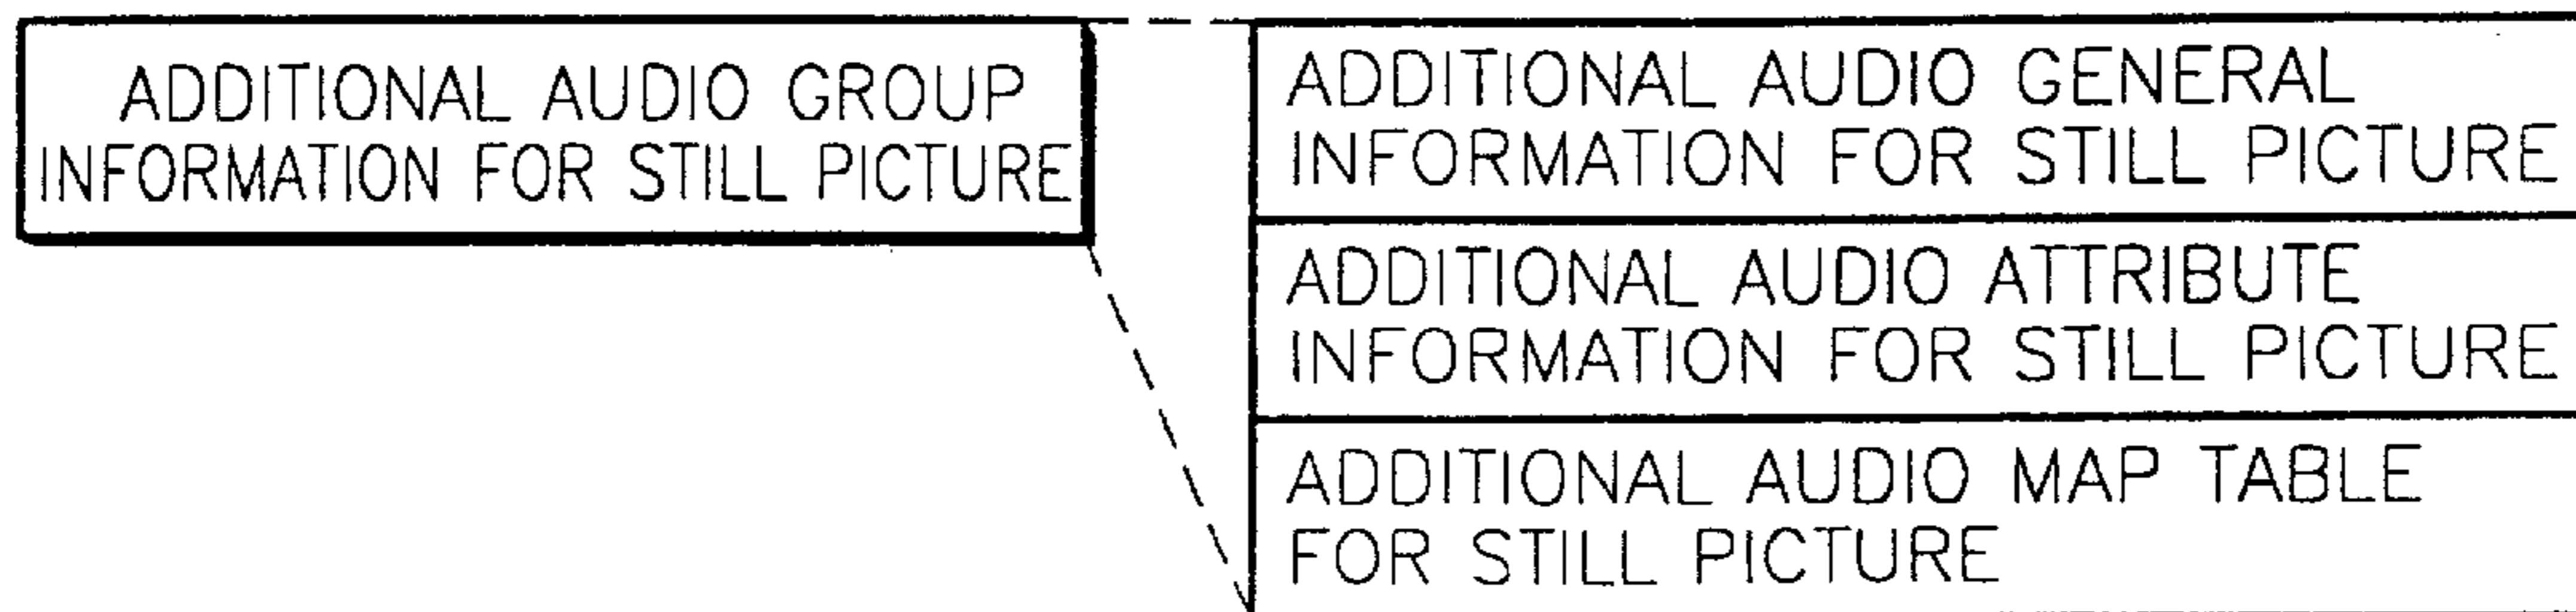 ADDITIONAL AUDIO GROUP
INFORMATION FOR STILL PICTURE
ADDITIONAL AUDIO GENERAL
INFORMATION FOR STILL PICTURE
ADDITIONAL AUDIO ATTRIBUTE
INFORMATION FOR STILL PICTURE
ADDITIONAL AUDIO MAP TABLE
FOR STILL PICTURE